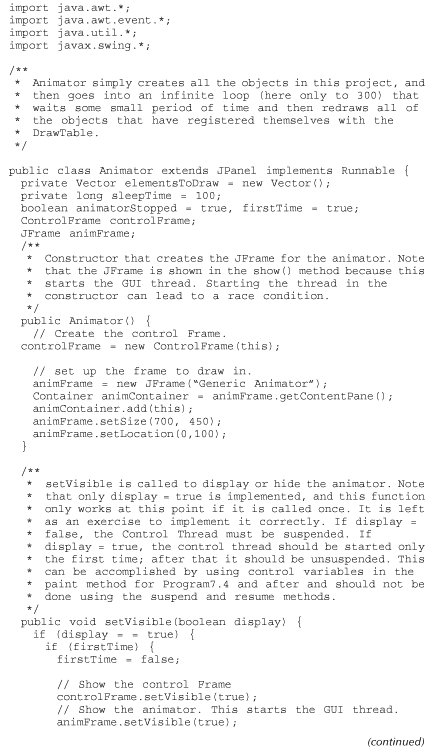 import java.awt.*;
import java.awt.event.*;
import java.util.*;
import javax.swing.*;
/**
 *  Animator simply creates all the objects in this project, and
 *  then goes into an infinite loop (here only to 300) that
 *  waits some small period of time and then redraws all of
 *  the objects that have registered themselves with the
 *  DrawTable.
 */
public class Animator extends JPanel implements Runnable {
  private Vector elementsToDraw = new Vector();
  private long sleepTime = 100;
  boolean animatorStopped = true, firstTime = true;
  ControlFrame controlFrame;
  JFrame animFrame;
  /**
   *  Constructor that creates the JFrame for the animator. Note
   *  that the JFrame is shown in the show() method because this
   *  starts the GUI thread. Starting the thread in the
   *  constructor can lead to a race condition.
   */
  public Animator() {
    // Create the control Frame.
  controlFrame = new ControlFrame(this);
    // set up the frame to draw in.
    animFrame = new JFrame("Generic Animator");
    Container animContainer = animFrame.getContentPane();
    animContainer.add(this);
    animFrame.setSize(700, 450);
    animFrame.setLocation(0,100);
  }
  /**
   *  setVisible is called to display or hide the animator. Note
   *  that only display = true is implemented, and this function
   *  only works at this point if it is called once. It is left
   *  as an exercise to implement it correctly. If display =
   *  false, the Control Thread must be suspended. If
   *  display = true, the control thread should be started only
   *  the first time; after that it should be unsuspended. This
   *  can be accomplished by using control variables in the
   *  paint method for Program7.4 and after and should not be
   *  done using the suspend and resume methods.
   */
  public void setVisible(boolean display) {
    if (display = = true) {
      if (firstTime) {
        firstTime = false;
        // Show the control Frame
        controlFrame.setVisible(true);
        // Show the animator. This starts the GUI thread.
        animFrame.setVisible(true);
(continued)